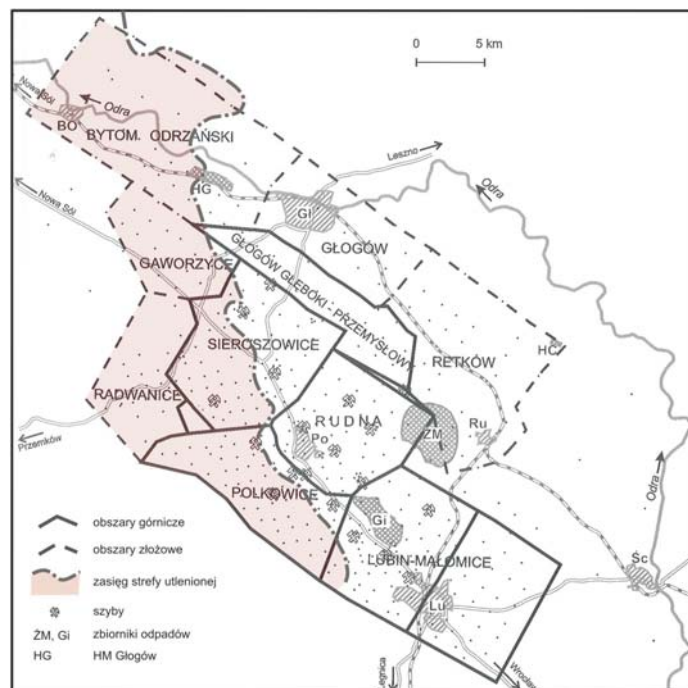 0 5 km
Nowa Sól
Odra
BO
BYTOM ODRZAŃSKI
HG
Leszno
Nowa Sól
Gł
Odra
GŁOGÓW
GŁOGÓW GŁĘBOKI - PRZEMYSŁOWY
GAWORZYCE
SIEROSZOWICE
RETKÓW
HC
RADWANICE
RUDNA
Po
ŻM
Ru
Przemków
POLKOWICE
Gi
Odra
LUBIN-MAŁOMICE
Śc
Lu
Legnica
Wrocław
obszary górnicze
obszary złożowe
zasięg strefy utlenionej
szyby
ŻM, Gi zbiorniki odpadów
HG HM Głogów